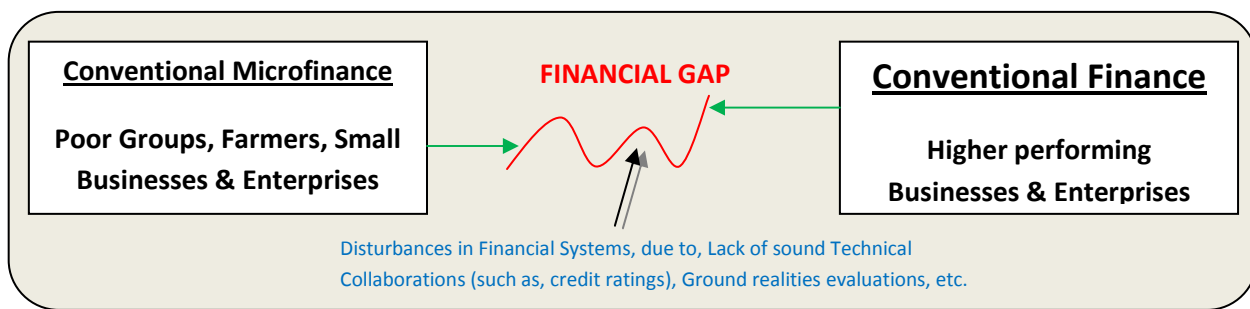 Conventional Microfinance
Poor Groups, Farmers, Small
Businesses & Enterprises
FINANCIAL GAP
Conventional Finance
Higher performing
Businesses & Enterprises
Disturbances in Financial Systems, due to, Lack of sound Technical
Collaborations (such as, credit ratings), Ground realities evaluations, etc.